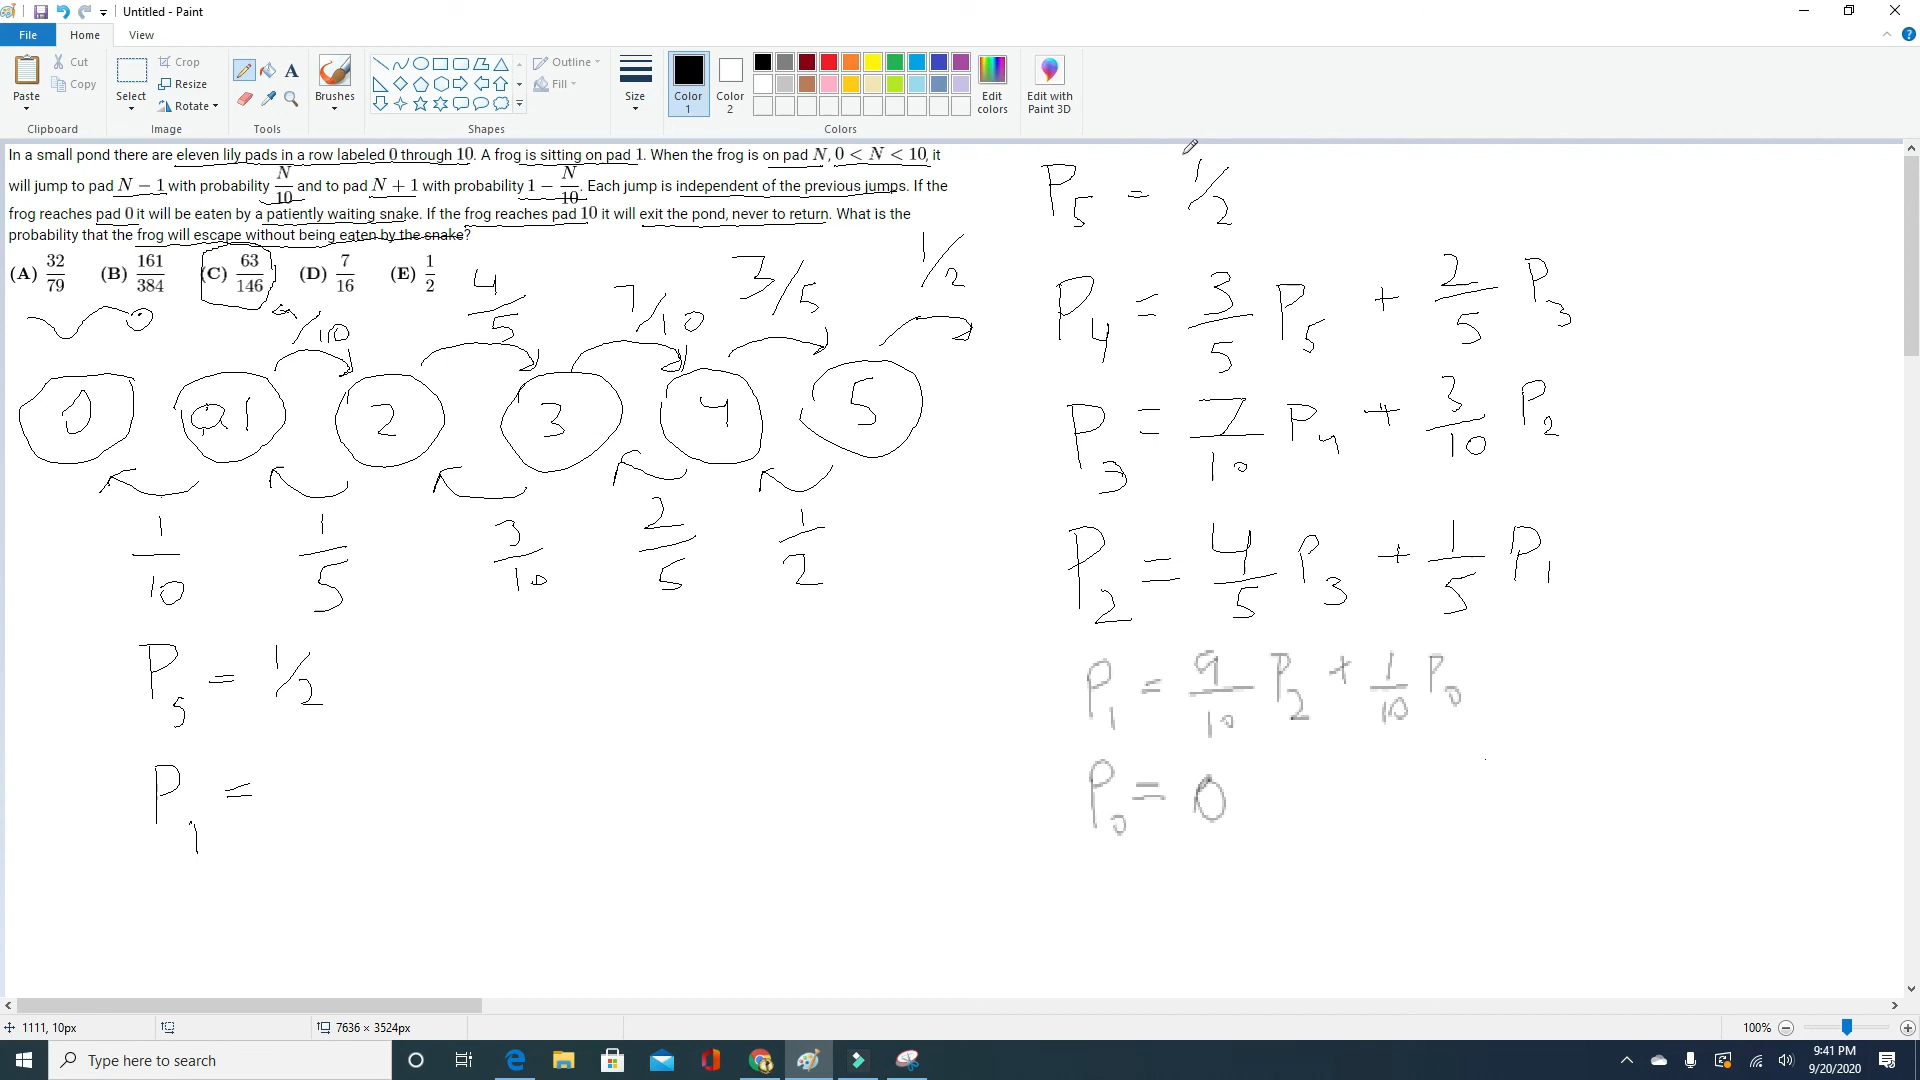 Untitled - Paint
File Home View
Paste Cut Copy Clipboard
Select Crop Resize Rotate Image
Tools
Brushes
Outline Fill Shapes
Size
Color 1 Color 2 Edit colors Colors
Edit with Paint 3D
In a small pond there are eleven lily pads in a row labeled 0 through 10. A frog is sitting on pad 1. When the frog is on pad N, 0 < N < 10, it
will jump to pad N − 1 with probability N/10 and to pad N + 1 with probability 1 − N/10. Each jump is independent of the previous jumps. If the
frog reaches pad 0 it will be eaten by a patiently waiting snake. If the frog reaches pad 10 it will exit the pond, never to return. What is the
probability that the frog will escape without being eaten by the snake?
(A) 32/79 (B) 161/384 (C) 63/146 (D) 7/16 (E) 1/2
9/10 4/5 7/10 3/5 1/2
0 1 2 3 4 5
1/10 1/5 3/10 2/5 1/2
P5 = 1/2
P1 =
P5 = 1/2
P4 = 3/5 P5 + 2/5 P3
P3 = 7/10 P4 + 3/10 P2
P2 = 4/5 P3 + 1/5 P1
P1 = 9/10 P2 + 1/10 P0
P0 = 0
1111, 10px 7636 × 3524px 100%
Type here to search
9:41 PM
9/20/2020